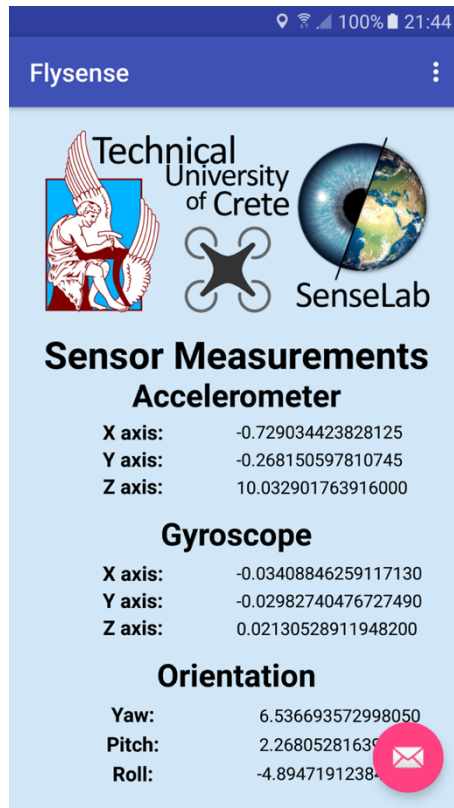 100% 21:44
Flysense
Technical
University
of Crete
SenseLab
Sensor Measurements
Accelerometer
X axis: -0.729034423828125
Y axis: -0.268150597810745
Z axis: 10.032901763916000
Gyroscope
X axis: -0.03408846259117130
Y axis: -0.02982740476727490
Z axis: 0.02130528911948200
Orientation
Yaw: 6.536693572998050
Pitch:
Roll: